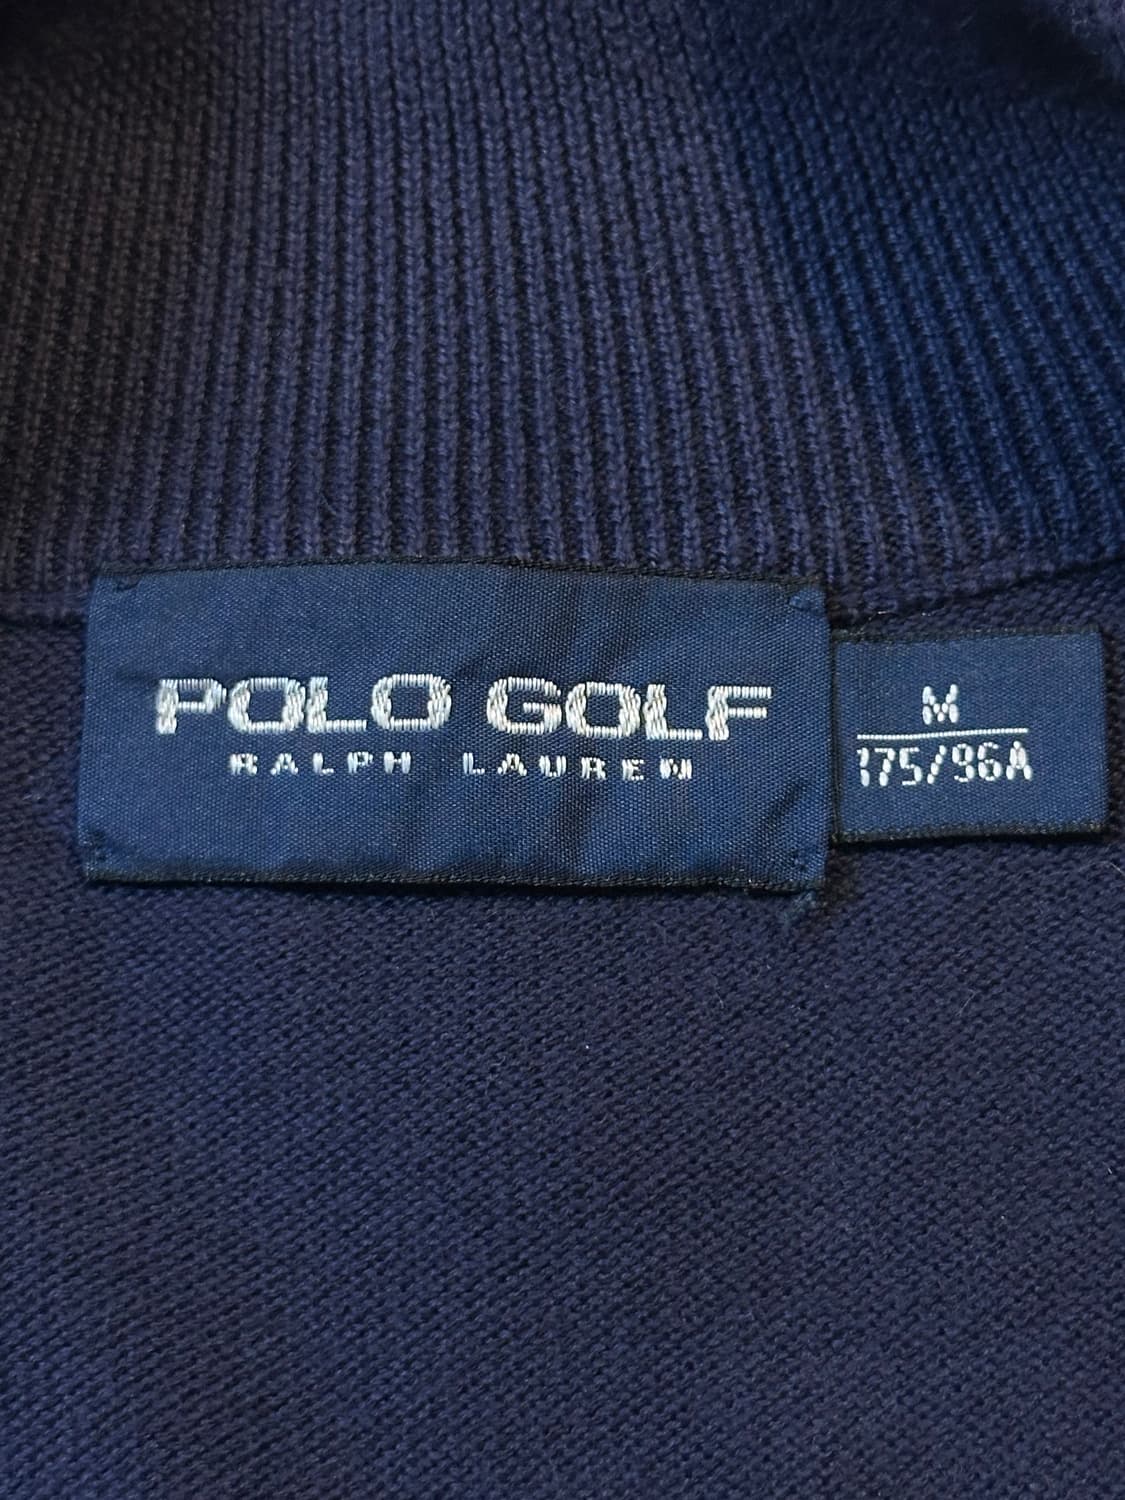 POLO GOLF
RALPH LAUREN
M
175/96A